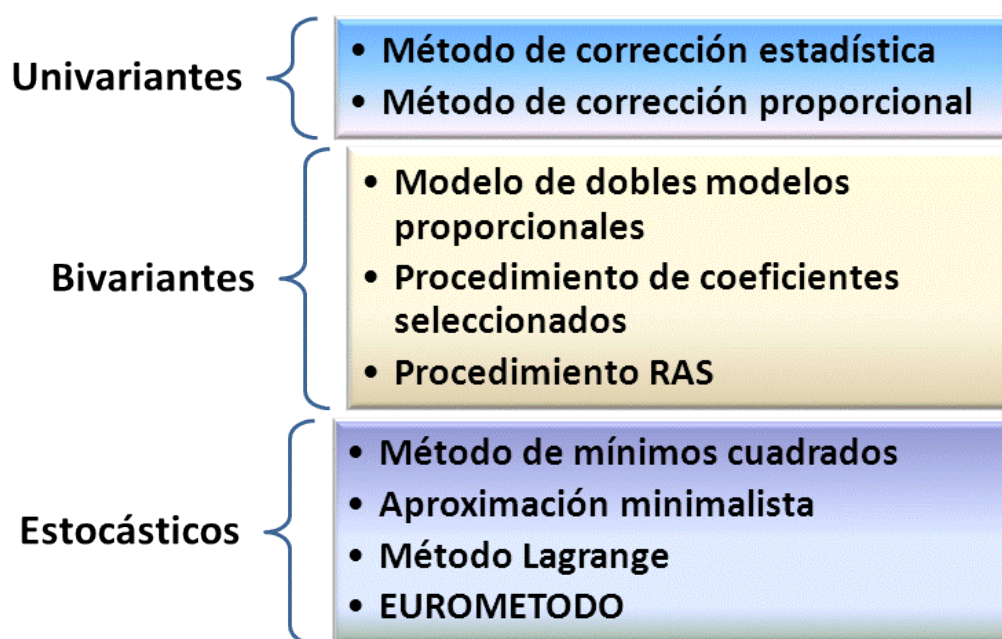 Univariantes
• Método de corrección estadística
• Método de corrección proporcional
Bivariantes
• Modelo de dobles modelos
proporcionales
• Procedimiento de coeficientes
seleccionados
• Procedimiento RAS
Estocásticos
• Método de mínimos cuadrados
• Aproximación minimalista
• Método Lagrange
• EUROMETODO